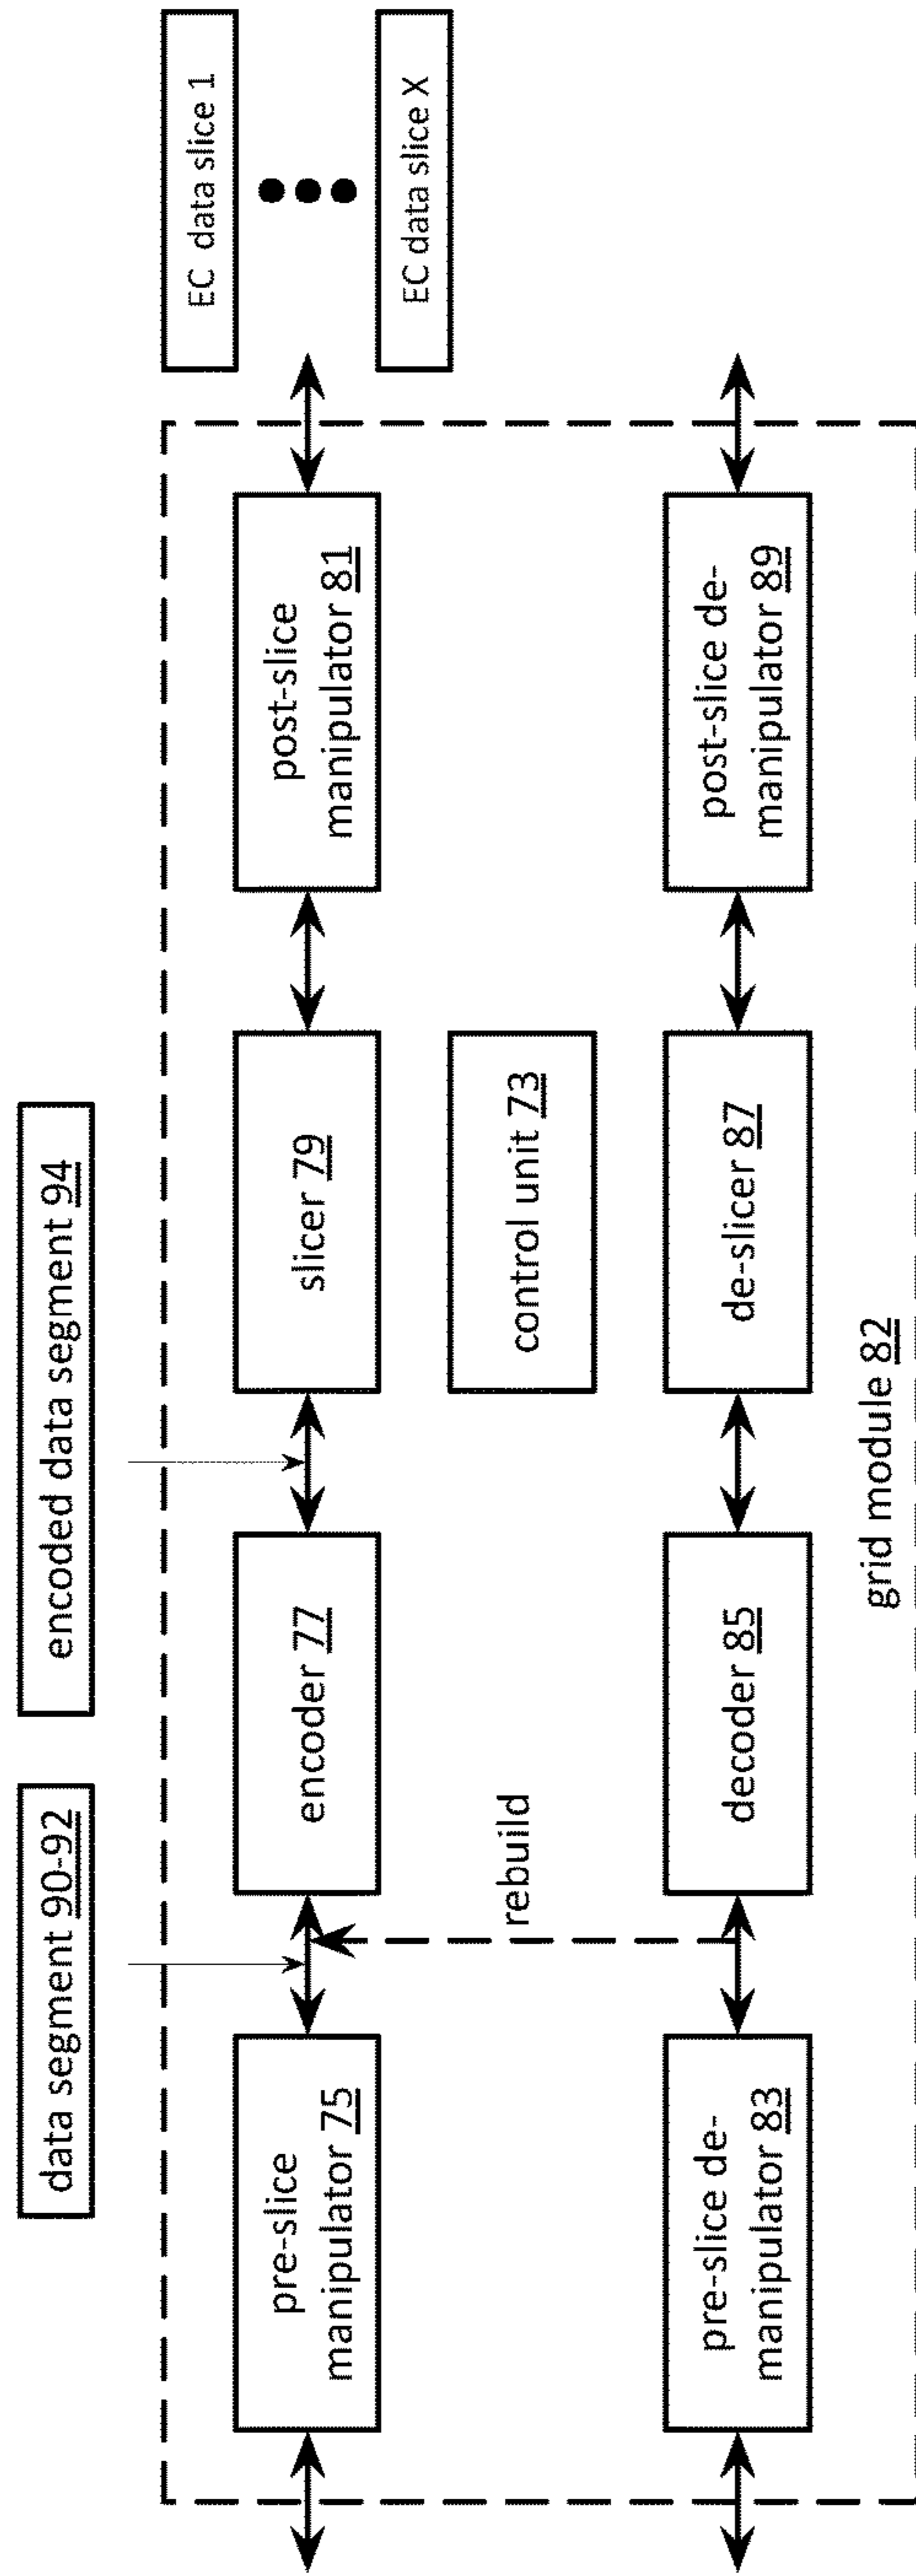 data segment 90-92
encoded data segment 94
EC data slice 1
EC data slice X
pre-slice
manipulator 75
encoder 77
slicer 79
post-slice
manipulator 81
rebuild
control unit 73
pre-slice de-
manipulator 83
decoder 85
de-slicer 87
post-slice de-
manipulator 89
grid module 82